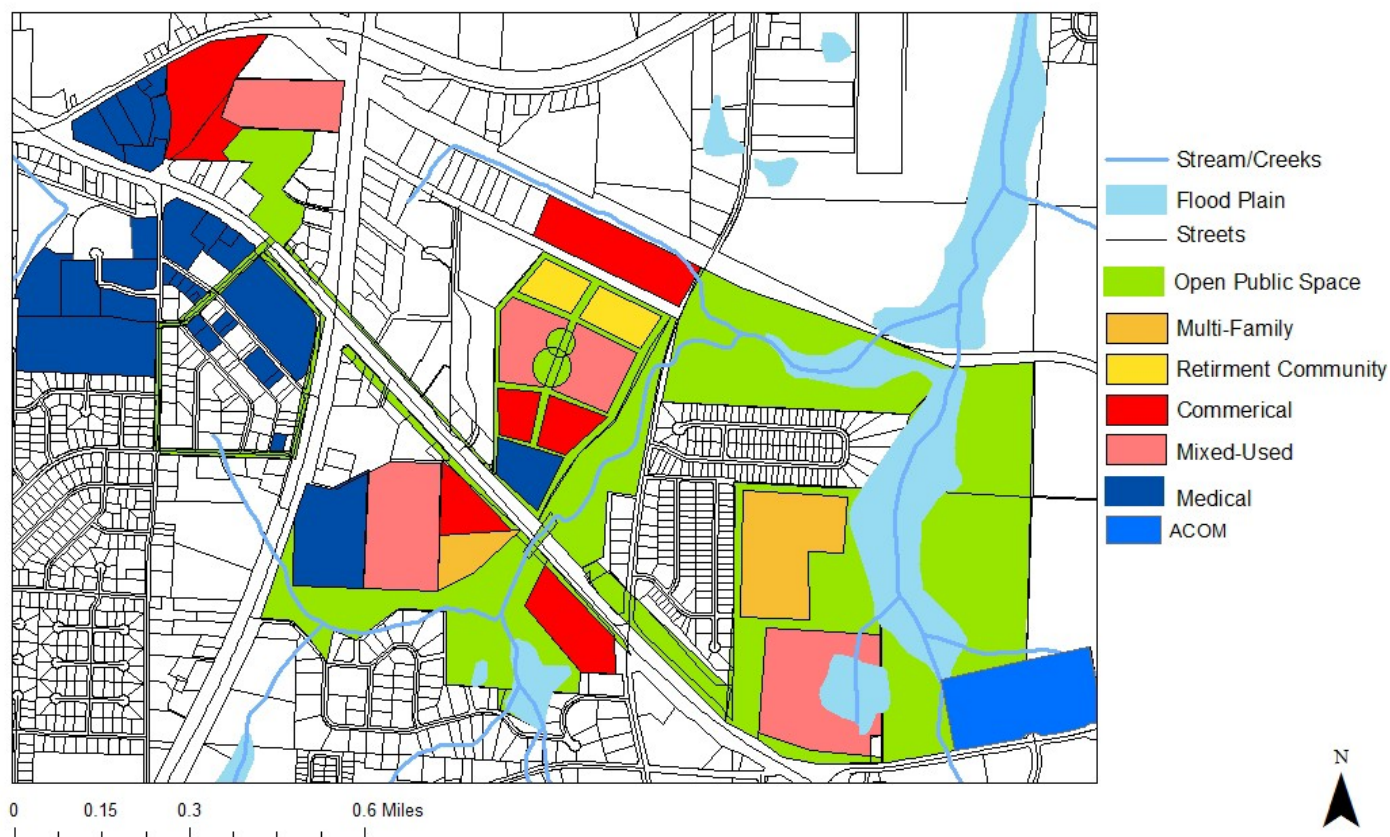 Stream/Creeks
Flood Plain
Streets
Open Public Space
Multi-Family
Retirment Community
Commerical
Mixed-Used
Medical
ACOM
N
0 0.15 0.3 0.6 Miles